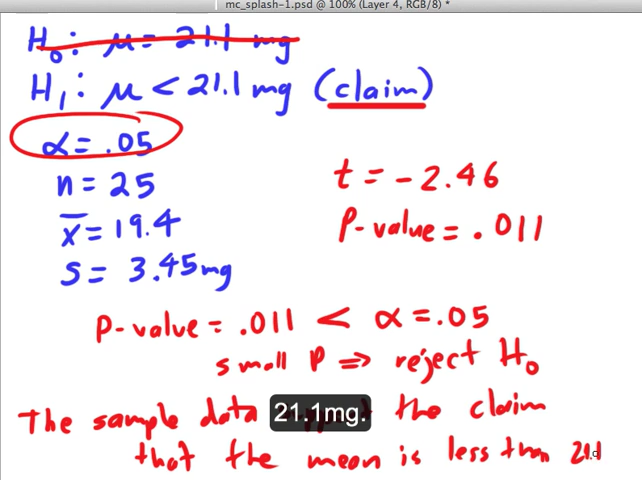 mc_splash-1.psd @ 100% (Layer 4, RGB/8) *
H₀: μ = 21.1 mg
H₁: μ < 21.1 mg (claim)
α = .05
n = 25
x̄ = 19.4
s = 3.45mg
t = -2.46
P-value = .011
P-value = .011 < α = .05
small P ⇒ reject H₀
The sample data 21.1mg. the claim
that the mean is less than 21.1